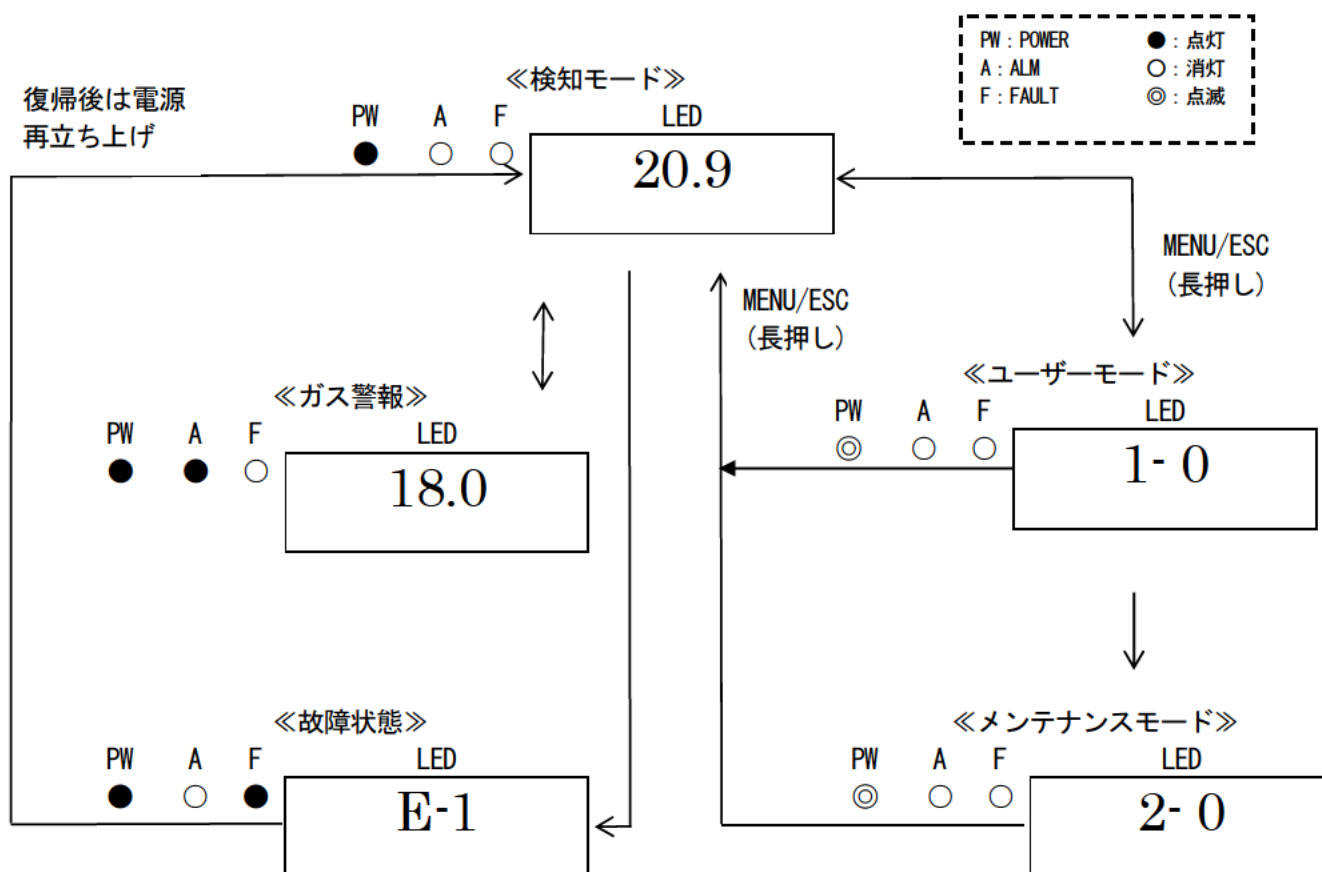 PW:POWER ●:点灯
A:ALM ○:消灯
F:FAULT ◎:点滅
≪検知モード≫
復帰後は電源
再立ち上げ
PW A F LED
● ○ ○
20.9
MENU/ESC
(長押し)
MENU/ESC
(長押し)
≪ガス警報≫
PW A F LED
● ● ○
18.0
≪ユーザーモード≫
PW A F LED
◎ ○ ○
1-0
≪故障状態≫
PW A F LED
● ○ ●
E-1
≪メンテナンスモード≫
PW A F LED
◎ ○ ○
2-0